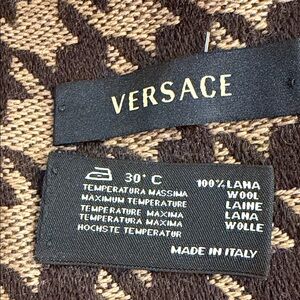 VERSACE
30° C
TEMPERATURA MASSIMA
MAXIMUM TEMPERATURE
TEMPERATURE MAXIMA
TEMPERATURA MAXIMA
HOCHSTE TEMPERATUR
100% LANA
WOOL
LAINE
LANA
WOLLE
MADE IN ITALY